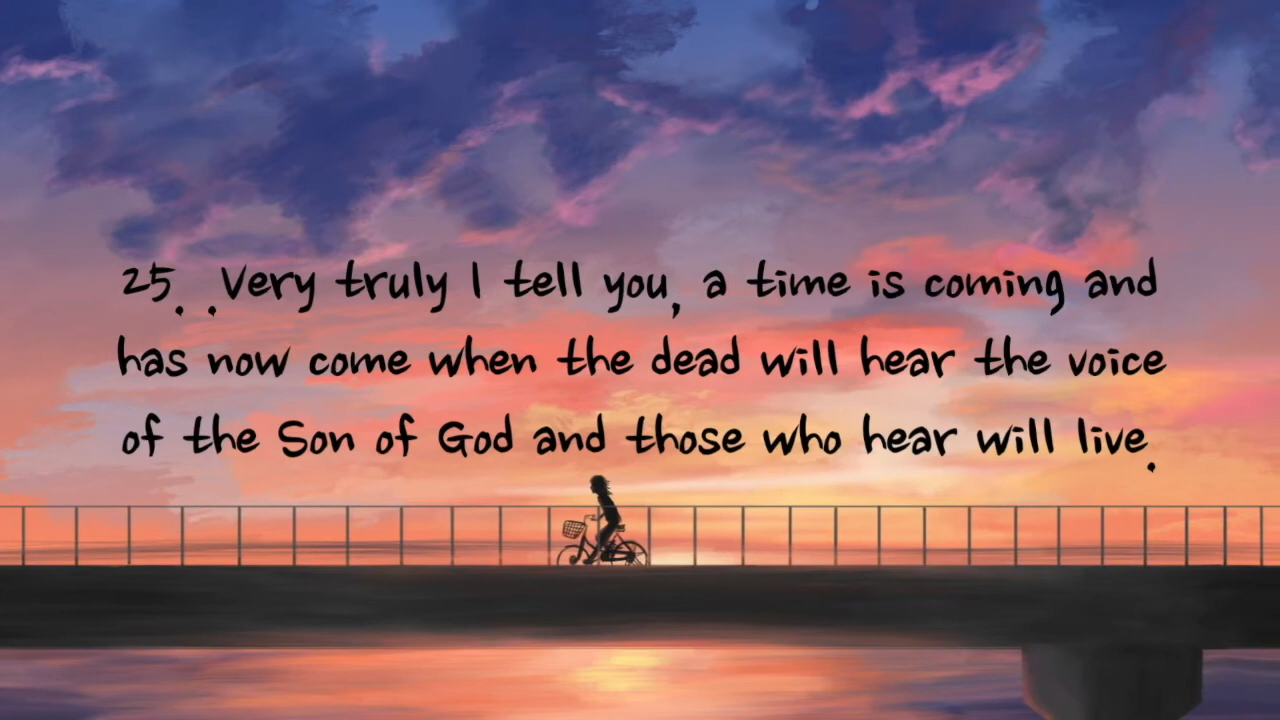 25. .Very truly I tell you, a time is coming and
has now come when the dead will hear the voice
of the Son of God and those who hear will live.